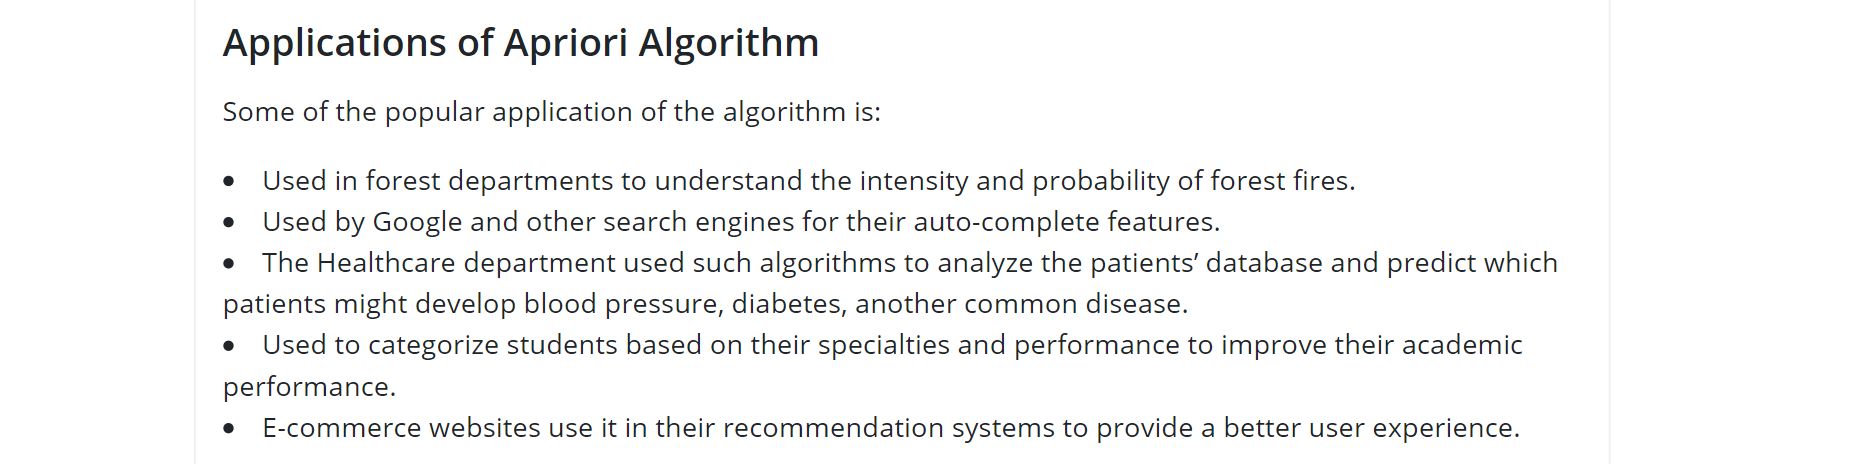 Applications of Apriori Algorithm
Some of the popular application of the algorithm is:
• Used in forest departments to understand the intensity and probability of forest fires.
• Used by Google and other search engines for their auto-complete features.
• The Healthcare department used such algorithms to analyze the patients’ database and predict which
patients might develop blood pressure, diabetes, another common disease.
• Used to categorize students based on their specialties and performance to improve their academic
performance.
• E-commerce websites use it in their recommendation systems to provide a better user experience.